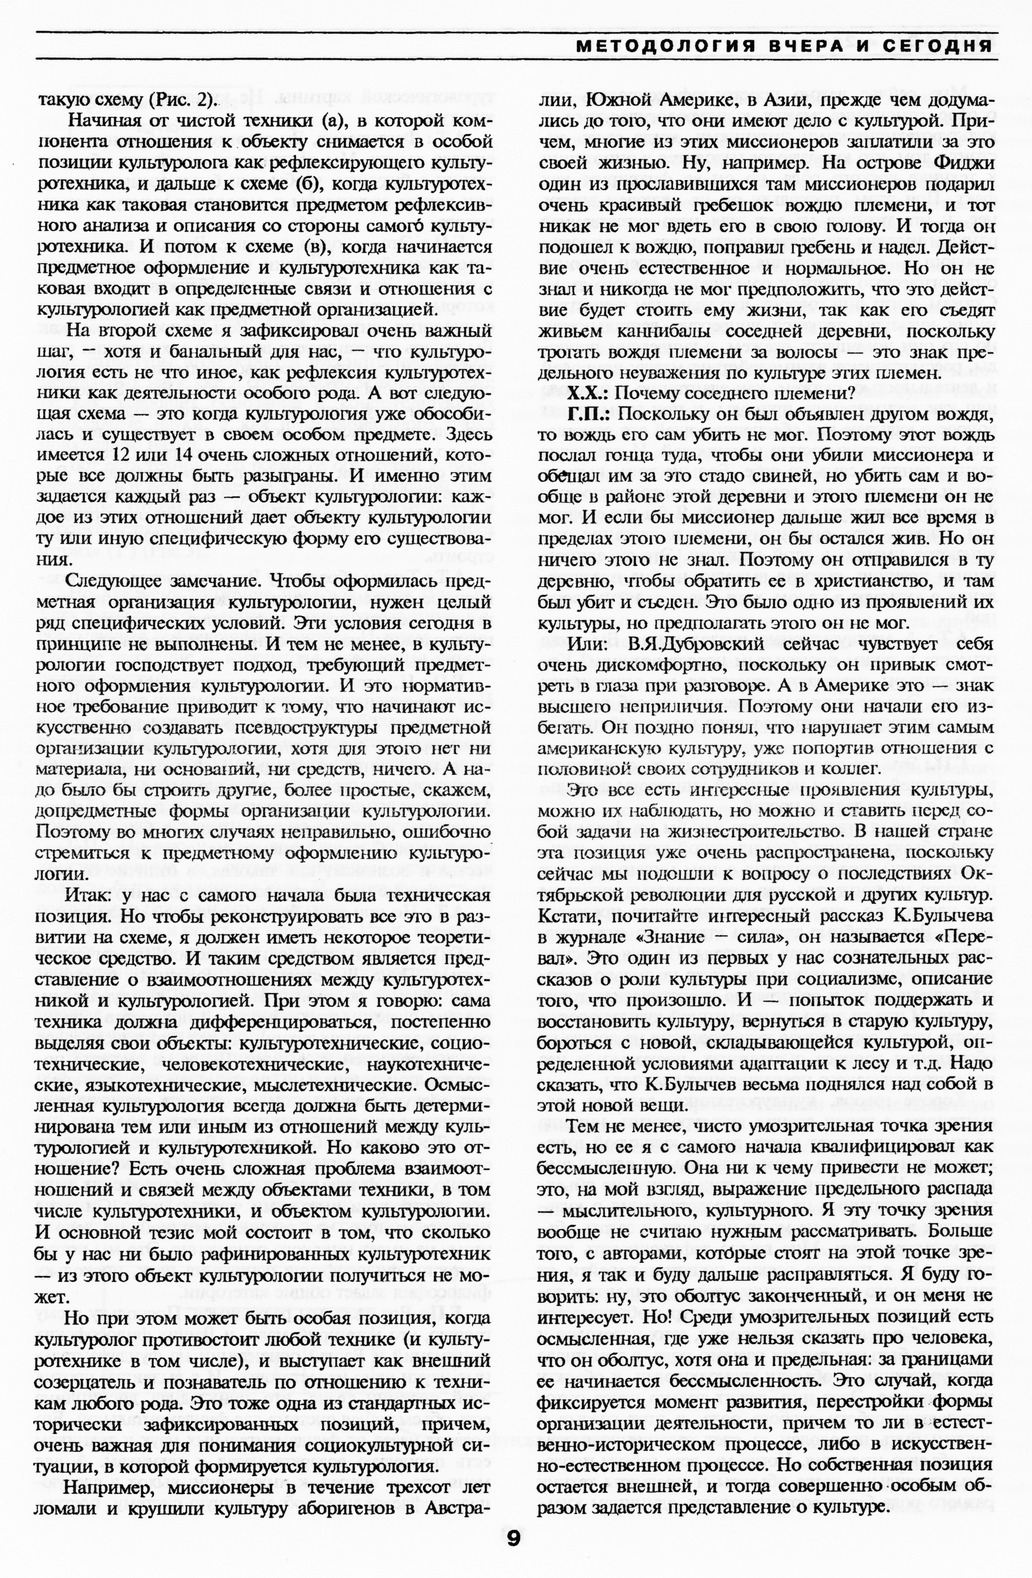 МЕТОДОЛОГИЯ ВЧЕРА И СЕГОДНЯ
такую схему (Рис. 2).
Начиная от чистой техники (а), в которой ком-
понента отношения к объекту снимается в особой
позиции культуролога как рефлексирующего культу-
ротехника, и дальше к схеме (б), когда культуротех-
ника как таковая становится предметом рефлексив-
ного анализа и описания со стороны самого культу-
ротехника. И потом к схеме (в), когда начинается
предметное оформление и культуротехника как та-
ковая входит в определенные связи и отношения с
культурологией как предметной организацией.
На второй схеме я зафиксировал очень важный
шаг, — хотя и банальный для нас, — что культуро-
логия есть не что иное, как рефлексия культуротех-
ники как деятельности особого рода. А вот следую-
щая схема — это когда культурология уже обособи-
лась и существует в своем особом предмете. Здесь
имеется 12 или 14 очень сложных отношений, кото-
рые все должны быть разыграны. И именно этим
задается каждый раз — объект культурологии: каж-
дое из этих отношений дает объекту культурологии
ту или иную специфическую форму его существова-
ния.
Следующее замечание. Чтобы оформилась пред-
метная организация культурологии, нужен целый
ряд специфических условий. Эти условия сегодня в
принципе не выполнены. И тем не менее, в культу-
рологии господствует подход, требующий предмет-
ного оформления культурологии. И это норматив-
ное требование приводит к тому, что начинают ис-
кусственно создавать псевдоструктуры предметной
организации культурологии, хотя для этого нет ни
материала, ни оснований, ни средств, ничего. А на-
до было бы строить другие, более простые, скажем,
допредметные формы организации культурологии.
Поэтому во многих случаях неправильно, ошибочно
стремиться к предметному оформлению культуро-
логии.
Итак: у нас с самого начала была техническая
позиция. Но чтобы реконструировать все это в раз-
витии на схеме, я должен иметь некоторое теорети-
ческое средство. И таким средством является пред-
ставление о взаимоотношениях между культуротех-
никой и культурологией. При этом я говорю: сама
техника должна дифференцироваться, постепенно
выделяя свои объекты: культуротехнические, социо-
технические, человекотехнические, наукотехниче-
ские, языкотехнические, мыслетехнические. Осмыс-
ленная культурология всегда должна быть детерми-
нирована тем или иным из отношений между куль-
турологией и культуротехникой. Но каково это от-
ношение? Есть очень сложная проблема взаимоот-
ношений и связей между объектами техники, в том
числе культуротехники, и объектом культурологии.
И основной тезис мой состоит в том, что сколько
бы у нас ни было рафинированных культуротехник
— из этого объект культурологии получиться не мо-
жет.
Но при этом может быть особая позиция, когда
культуролог противостоит любой технике (и культу-
ротехнике в том числе), и выступает как внешний
созерцатель и познаватель по отношению к техни-
кам любого рода. Это тоже одна из стандартных ис-
торически зафиксированных позиций, причем,
очень важная для понимания социокультурной си-
туации, в которой формируется культурология.
Например, миссионеры в течение трехсот лет
ломали и крушили культуру аборигенов в Австра-
лии, Южной Америке, в Азии, прежде чем додума-
лись до того, что они имеют дело с культурой. При-
чем, многие из этих миссионеров заплатили за это
своей жизнью. Ну, например. На острове Фиджи
один из прославившихся там миссионеров подарил
очень красивый гребешок вождю племени, и тот
никак не мог вдеть его в свою голову. И тогда он
подошел к вождю, поправил гребень и надел. Дейст-
вие очень естественное и нормальное. Но он не
знал и никогда не мог предположить, что это дейст-
вие будет стоить ему жизни, так как его съедят
живьем каннибалы соседней деревни, поскольку
трогать вождя племени за волосы — это знак пре-
дельного неуважения по культуре этих племен.
Х.Х.: Почему соседнего племени?
Г.П.: Поскольку он был объявлен другом вождя,
то вождь его сам убить не мог. Поэтому этот вождь
послал гонца туда, чтобы они убили миссионера и
обещал им за это стадо свиней, но убить сам и во-
обще в районе этой деревни и этого племени он не
мог. И если бы миссионер дальше жил все время в
пределах этого племени, он бы остался жив. Но он
ничего этого не знал. Поэтому он отправился в ту
деревню, чтобы обратить ее в христианство, и там
был убит и съеден. Это было одно из проявлений их
культуры, но предполагать этого он не мог.
Или: В.Я.Дубровский сейчас чувствует себя
очень дискомфортно, поскольку он привык смот-
реть в глаза при разговоре. А в Америке это — знак
высшего неприличия. Поэтому они начали его из-
бегать. Он поздно понял, что нарушает этим самым
американскую культуру, уже попортив отношения с
половиной своих сотрудников и коллег.
Это все есть интересные проявления культуры,
можно их наблюдать, но можно и ставить перед со-
бой задачи на жизнестроительство. В нашей стране
эта позиция уже очень распространена, поскольку
сейчас мы подошли к вопросу о последствиях Ок-
тябрьской революции для русской и других культур.
Кстати, почитайте интересный рассказ К.Булычева
в журнале «Знание — сила», он называется «Пере-
вал». Это один из первых у нас сознательных рас-
сказов о роли культуры при социализме, описание
того, что произошло. И — попыток поддержать и
восстановить культуру, вернуться в старую культуру,
бороться с новой, складывающейся культурой, оп-
ределенной условиями адаптации к лесу и т.д. Надо
сказать, что К.Булычев весьма поднялся над собой в
этой новой вещи.
Тем не менее, чисто умозрительная точка зрения
есть, но ее я с самого начала квалифицировал как
бессмысленную. Она ни к чему привести не может;
это, на мой взгляд, выражение предельного распада
— мыслительного, культурного. Я эту точку зрения
вообще не считаю нужным рассматривать. Больше
того, с авторами, которые стоят на этой точке зре-
ния, я так и буду дальше расправляться. Я буду го-
ворить: ну, это оболтус законченный, и он меня не
интересует. Но! Среди умозрительных позиций есть
осмысленная, где уже нельзя сказать про человека,
что он оболтус, хотя она и предельная: за границами
ее начинается бессмысленность. Это случай, когда
фиксируется момент развития, перестройки формы
организации деятельности, причем то ли в естест-
венно-историческом процессе, либо в искусствен-
но-естественном процессе. Но собственная позиция
остается внешней, и тогда совершенно особым об-
разом задается представление о культуре.
9